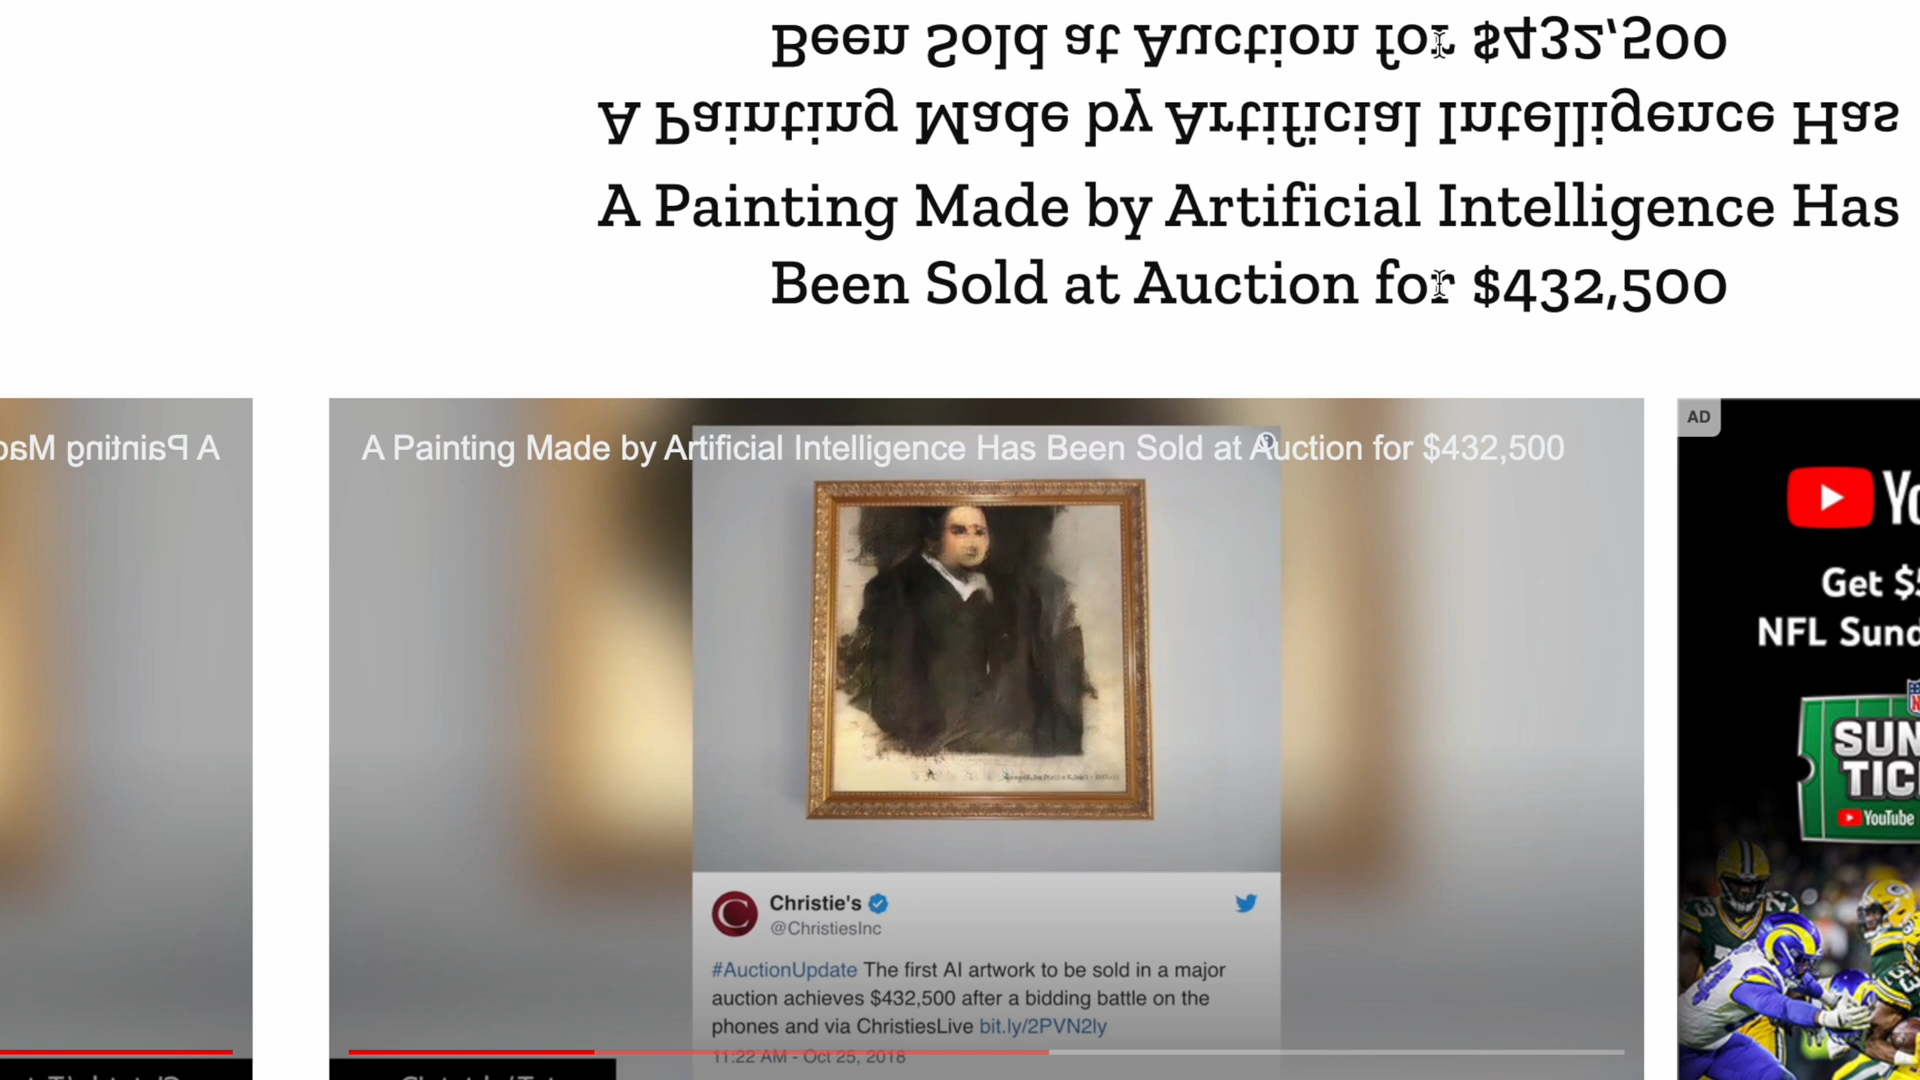 Been Sold at Auction for $432,500
A Painting Made by Artificial Intelligence Has
A Painting Made by Artificial Intelligence Has
Been Sold at Auction for $432,500
A Painting
A Painting Made by Artificial Intelligence Has Been Sold at Auction for $432,500
AD
Get
NFL
YouTube
Christie's
@ChristiesInc
#AuctionUpdate The first AI artwork to be sold in a major
auction achieves $432,500 after a bidding battle on the
phones and via ChristiesLive bit.ly/2PVN2ly
11:22 AM - Oct 25, 2018